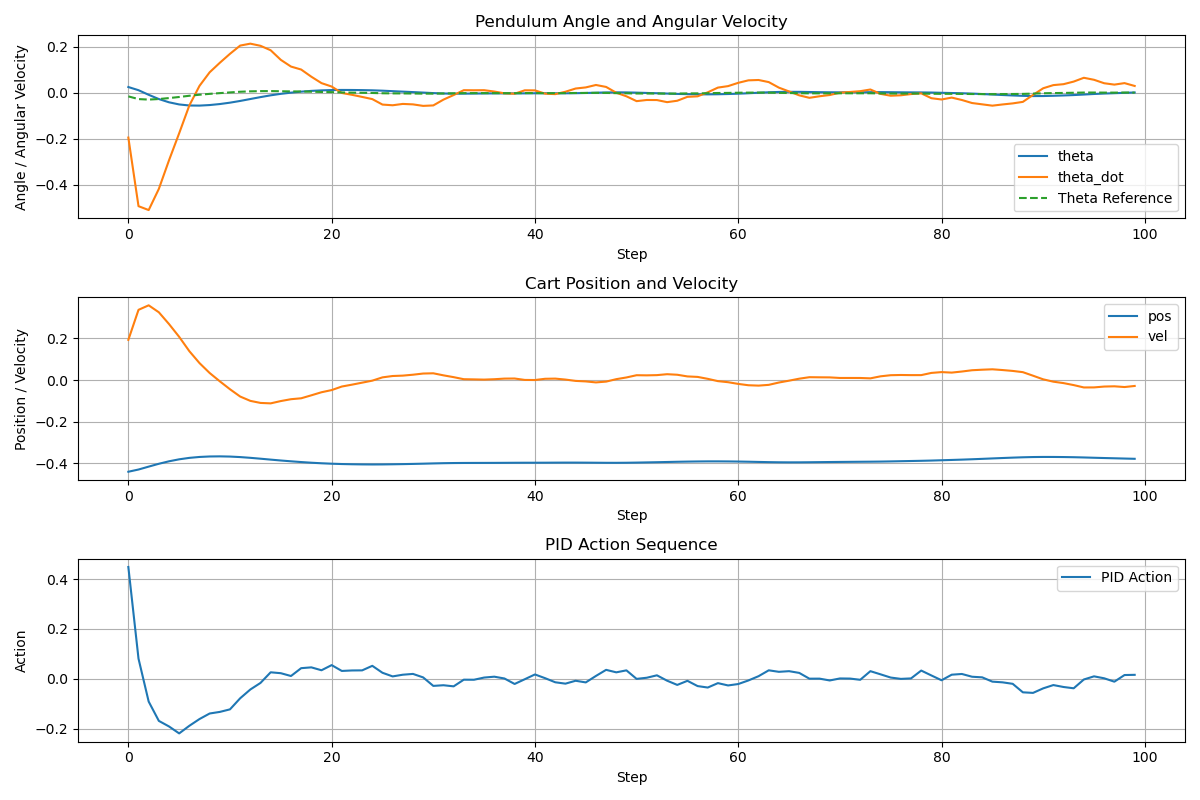 Pendulum Angle and Angular Velocity
Angle / Angular Velocity
0.2
0.0
−0.2
−0.4
theta
theta_dot
Theta Reference
0 20 40 60 80 100
Step
Cart Position and Velocity
Position / Velocity
0.2
0.0
−0.2
−0.4
pos
vel
0 20 40 60 80 100
Step
PID Action Sequence
Action
0.4
0.2
0.0
−0.2
PID Action
0 20 40 60 80 100
Step